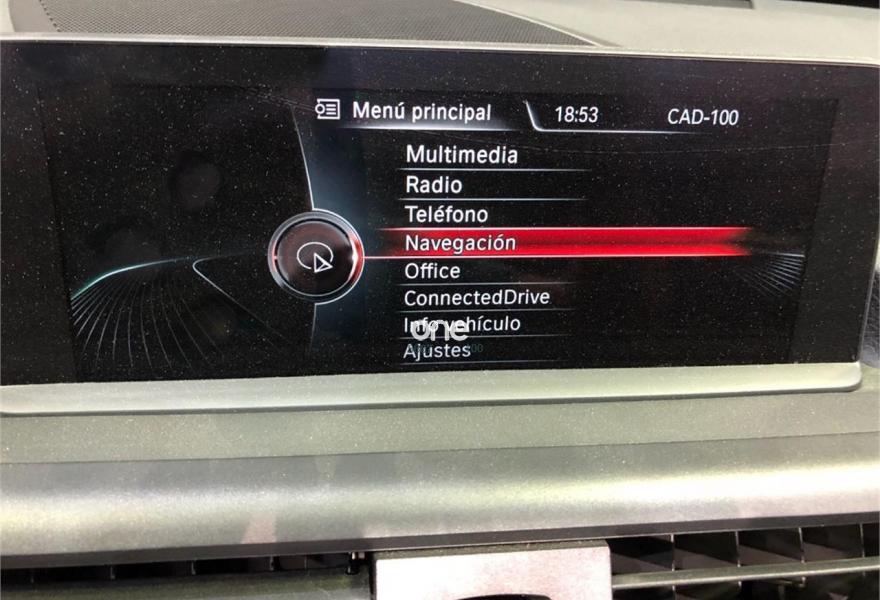 Menú principal 18:53 CAD-100
Multimedia
Radio
Teléfono
Navegación
Office
ConnectedDrive
Info vehículo
one
Ajustes